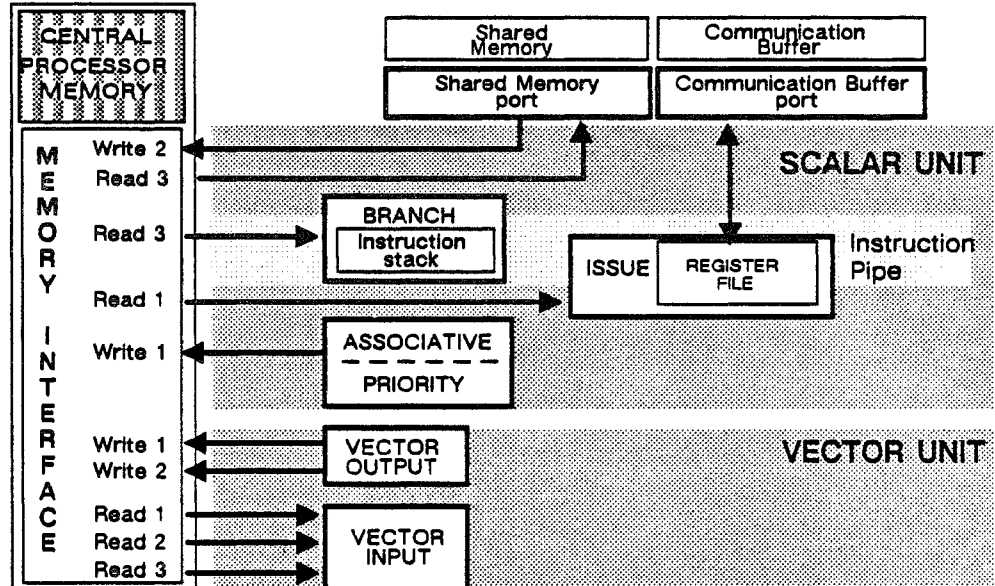 CENTRAL
PROCESSOR
MEMORY
Shared
Memory
Communication
Buffer
Shared Memory
port
Communication Buffer
port
MEMORY INTERFACE
Write 2
Read 3
SCALAR UNIT
BRANCH
Instruction
stack
Read 3
ISSUE
REGISTER
FILE
Instruction
Pipe
Read 1
Write 1
ASSOCIATIVE
PRIORITY
Write 1
Write 2
VECTOR
OUTPUT
VECTOR UNIT
Read 1
Read 2
Read 3
VECTOR
INPUT